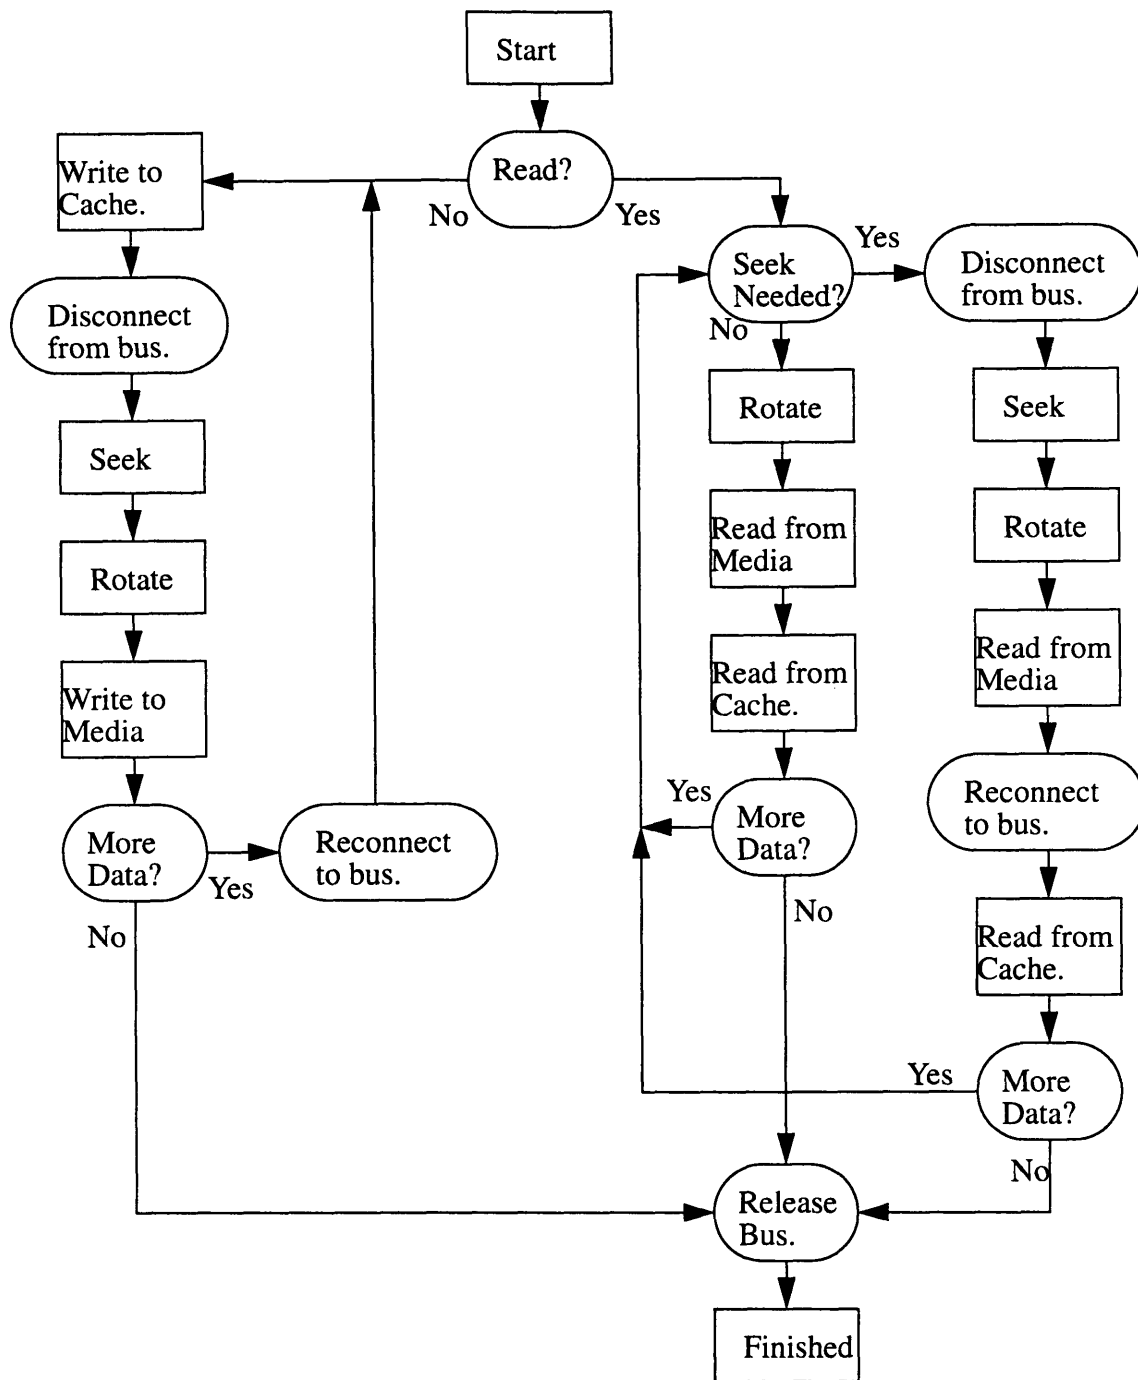 Start
Read?
No
Yes
Write to
Cache.
Disconnect
from bus.
Seek
Rotate
Write to
Media
More
Data?
Yes
No
Reconnect
to bus.
Seek
Needed?
Yes
No
Rotate
Read from
Media
Read from
Cache.
More
Data?
Yes
No
Disconnect
from bus.
Seek
Rotate
Read from
Media
Reconnect
to bus.
Read from
Cache.
More
Data?
Yes
No
Release
Bus.
Finished